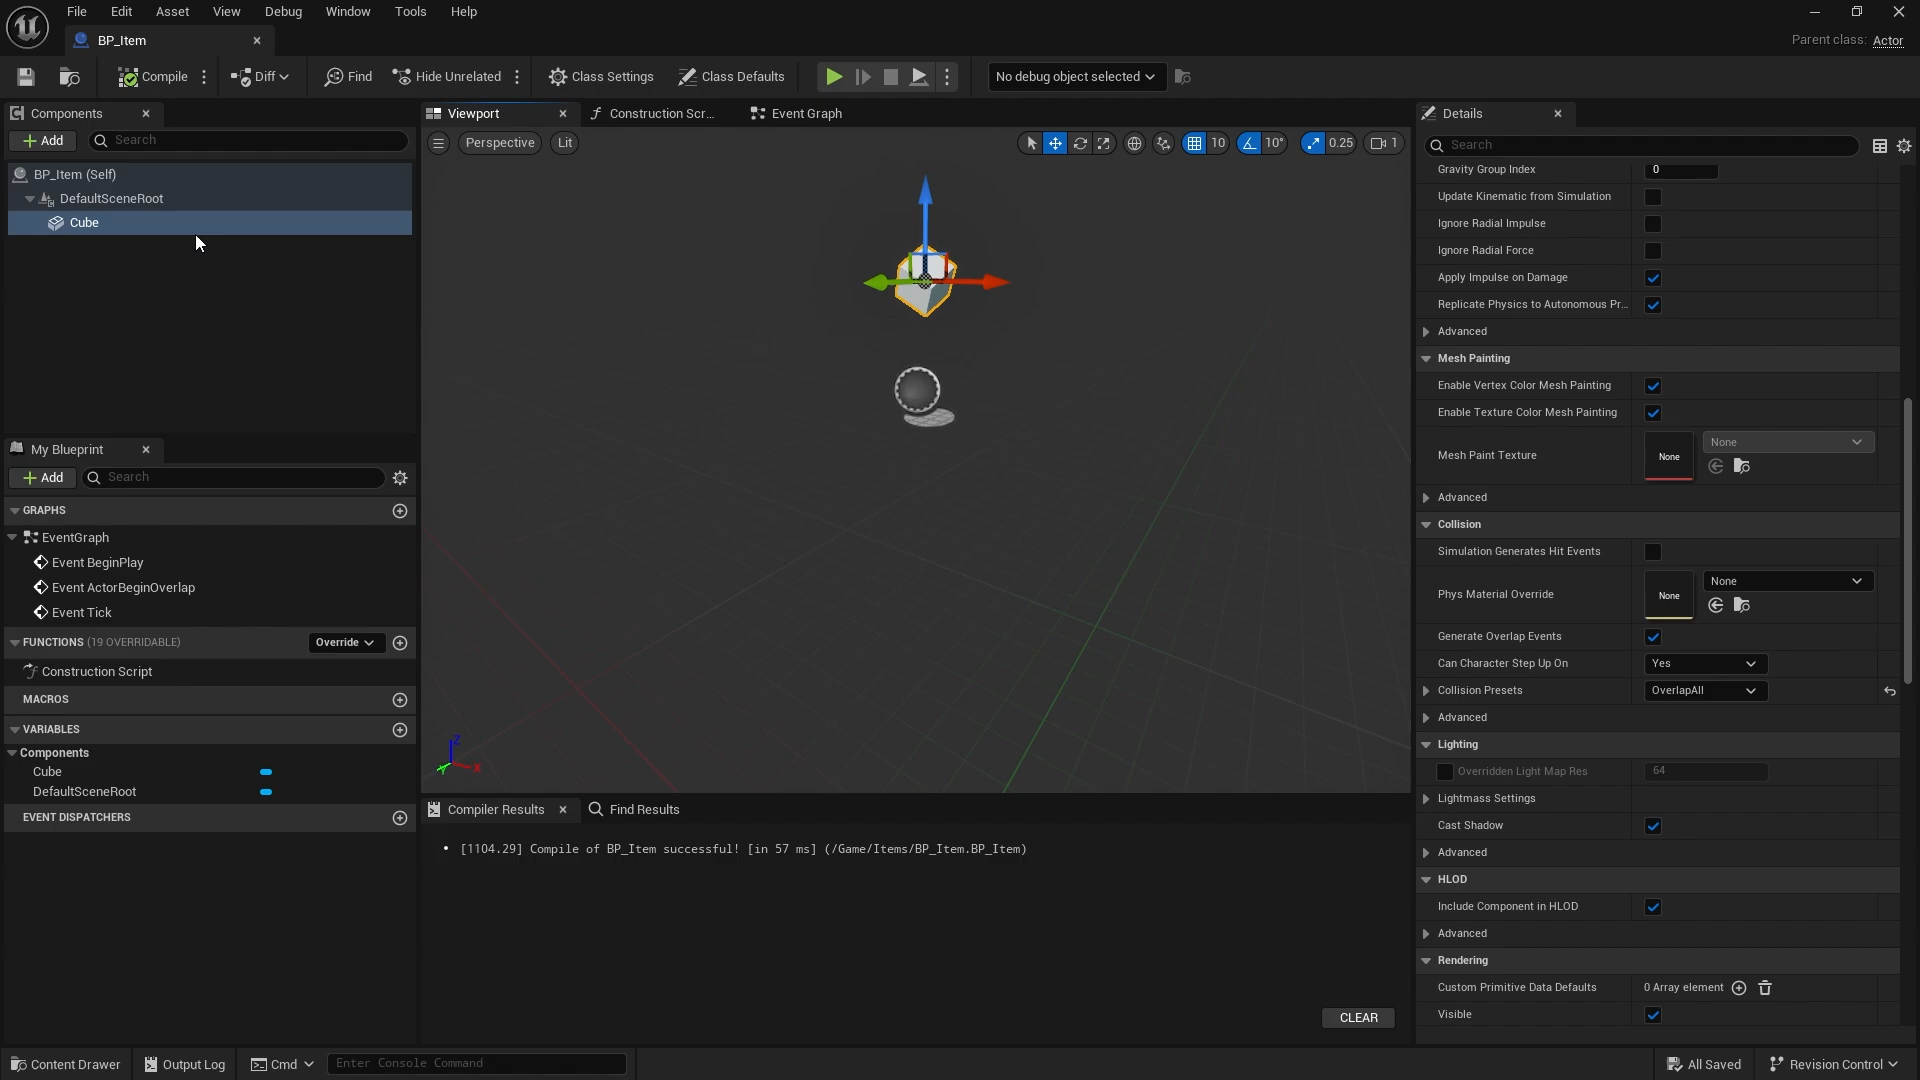 File Edit Asset View Debug Window Tools Help
BP_Item
Parent class: Actor
Compile Diff Find Hide Unrelated Class Settings Class Defaults No debug object selected
Components
Add Search
BP_Item (Self)
DefaultSceneRoot
Cube
My Blueprint
Add Search
GRAPHS
EventGraph
Event BeginPlay
Event ActorBeginOverlap
Event Tick
FUNCTIONS (19 OVERRIDABLE) Override
Construction Script
MACROS
VARIABLES
Components
Cube
DefaultSceneRoot
EVENT DISPATCHERS
Viewport Construction Scr... Event Graph
Perspective Lit 10 10° 0.25 1
Z
X
Y
Compiler Results Find Results
• [1104.29] Compile of BP_Item successful! [in 57 ms] (/Game/Items/BP_Item.BP_Item)
CLEAR
Details
Search
Gravity Group Index 0
Update Kinematic from Simulation
Ignore Radial Impulse
Ignore Radial Force
Apply Impulse on Damage
Replicate Physics to Autonomous Pr...
Advanced
Mesh Painting
Enable Vertex Color Mesh Painting
Enable Texture Color Mesh Painting
Mesh Paint Texture None None
Advanced
Collision
Simulation Generates Hit Events
Phys Material Override None None
Generate Overlap Events
Can Character Step Up On Yes
Collision Presets OverlapAll
Advanced
Lighting
Overridden Light Map Res 64
Lightmass Settings
Cast Shadow
Advanced
HLOD
Include Component in HLOD
Advanced
Rendering
Custom Primitive Data Defaults 0 Array element
Visible
Content Drawer Output Log Cmd Enter Console Command All Saved Revision Control